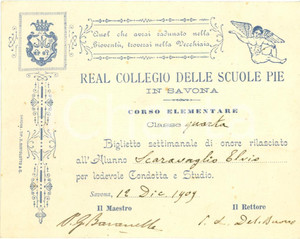 Quel che avrai radunato nella
Gioventù, troverai nella Vecchiaia.
REAL COLLEGIO DELLE SCUOLE PIE
IN SAVONA
CORSO ELEMENTARE
Classe quarta
Biglietto settimanale di onore rilasciato
all'Alunno Scaravaglio Elvio
per lodevole Condotta e Studio.
Savona, 12 Dic. 1909
Il Maestro Il Rettore